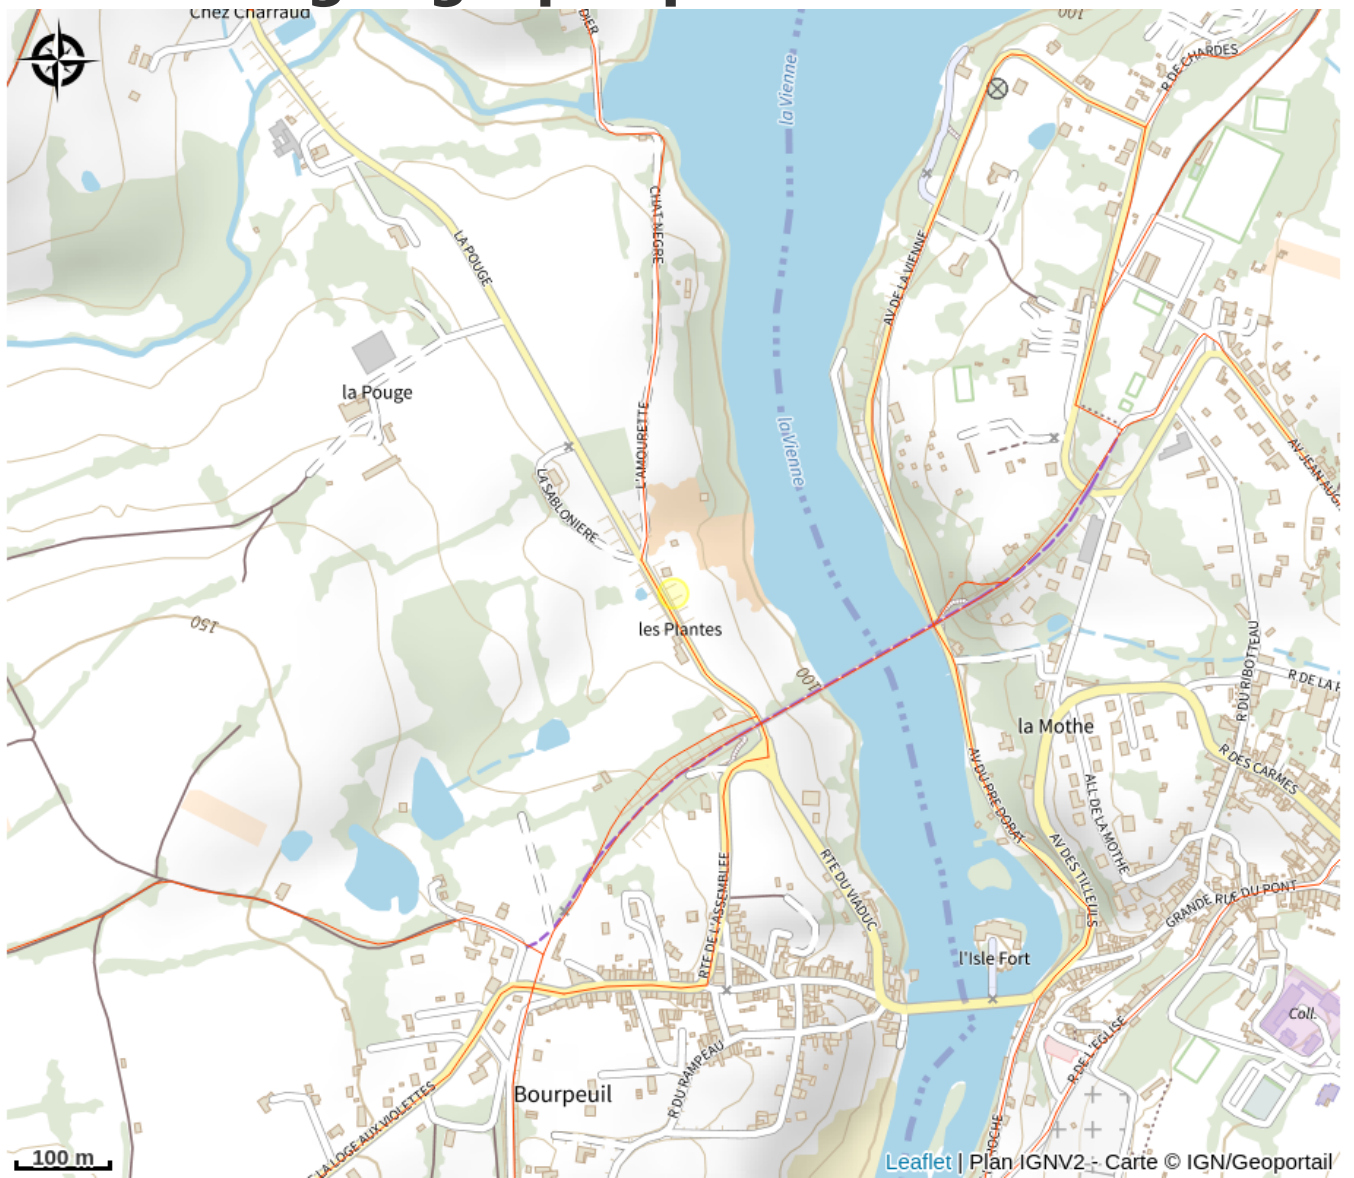 Chez Charraud
la Vienne
100
R DE CHARDES
LA POUGE
CHAT NEGRE
AV DE LA VIENNE
la Pouge
L'AMOURETTE
la Vienne
LA SABLONIERE
AV JEAN AUG
150
les Plantes
100
R DU RIBOTTEAU
R DE LA
la Mothe
R DES CARMES
AV DU PRE DORAT
ALL DE LA MOTHE
AV DES TILLEULS
RTE DU VIADUC
RTE DE L'ASSEMBLEE
GRANDE RUE DU PONT
l'Isle Fort
Coll.
R DE L'EGLISE
R DU RAMPEAU
Bourpeuil
LA LOGE AUX VIOLETTES
100 m
Leaflet | Plan IGNV2 - Carte © IGN/Geoportail